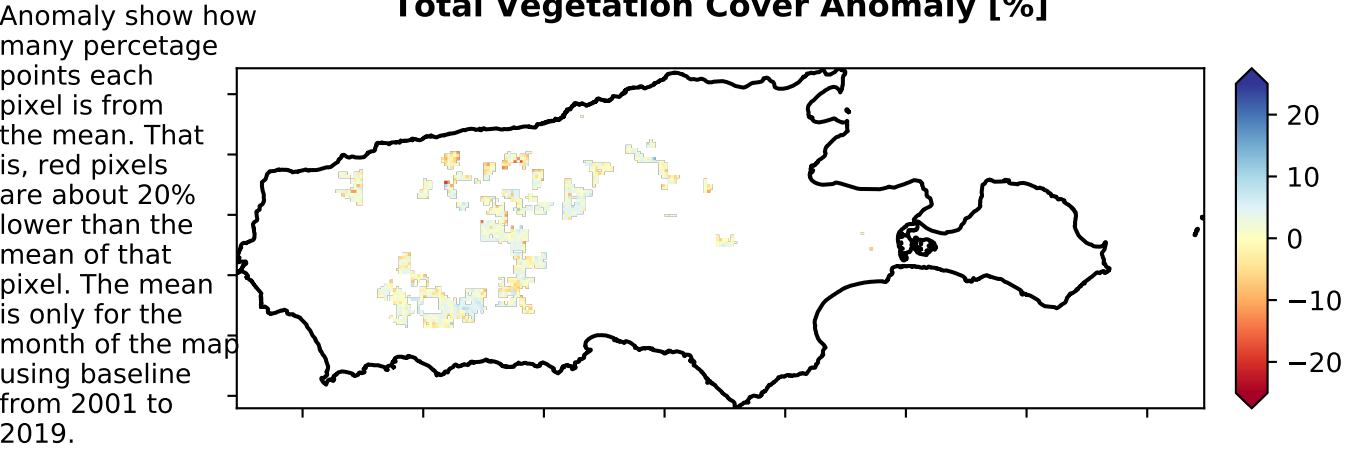 Total Vegetation Cover Anomaly [%]
Anomaly show how
many percetage
points each
pixel is from
the mean. That
is, red pixels
are about 20%
lower than the
mean of that
pixel. The mean
is only for the
month of the map
using baseline
from 2001 to
2019.
20
10
0
−10
−20